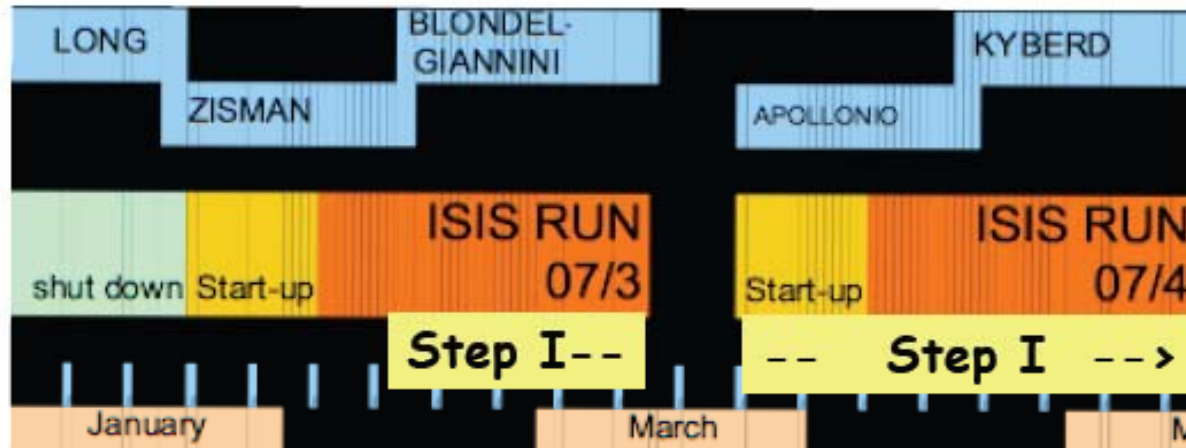 LONG
BLONDEL-
GIANNINI
KYBERD
ZISMAN
APOLLONIO
ISIS RUN
07/3
ISIS RUN
07/4
shut down
Start-up
Start-up
Step I--
-- Step I -->
January
March
M